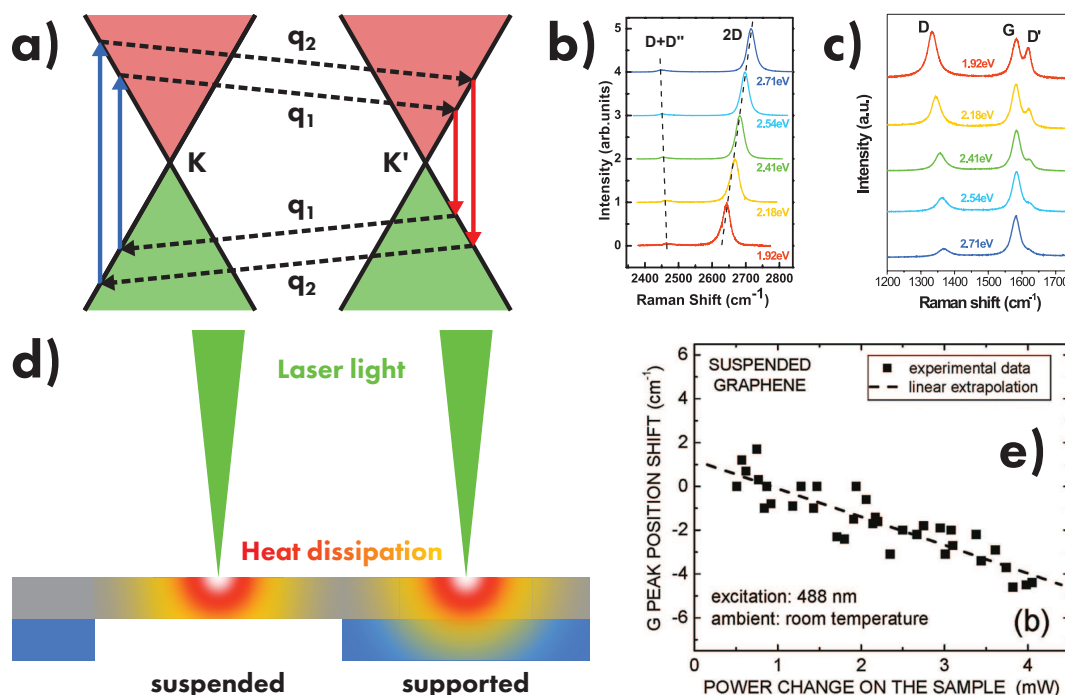 a)
q2
q1
K
K'
q1
q2
b)
D+D"
2D
5
4
3
2
1
0
2.71eV
2.54eV
2.41eV
2.18eV
1.92eV
Intensity (arb.units)
2400 2500 2600 2700 2800
Raman Shift (cm-1)
c)
D
G
D'
1.92eV
2.18eV
2.41eV
2.54eV
2.71eV
Intensity (a.u.)
1200 1300 1400 1500 1600 1700
Raman shift (cm-1)
d)
Laser light
Heat dissipation
suspended
supported
e)
SUSPENDED
GRAPHENE
experimental data
linear extrapolation
6
4
2
0
-2
-4
-6
G PEAK POSITION SHIFT (cm-1)
excitation: 488 nm
ambient: room temperature
(b)
0 1 2 3 4
POWER CHANGE ON THE SAMPLE (mW)